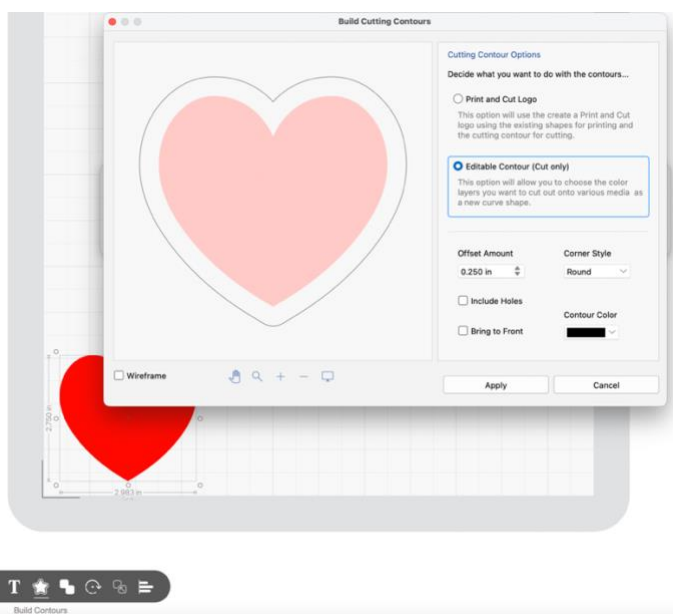 Build Cutting Contours
Cutting Contour Options
Decide what you want to do with the contours...
Print and Cut Logo
This option will use the create a Print and Cut
logo using the existing shapes for printing and
the cutting contour for cutting.
Editable Contour (Cut only)
This option will allow you to choose the color
layers you want to cut out onto various media as
a new curve shape.
Offset Amount
Corner Style
0.250 in
Round
Include Holes
Contour Color
Bring to Front
Wireframe
Apply
Cancel
2.750 in
2.983 in
T
Build Contours